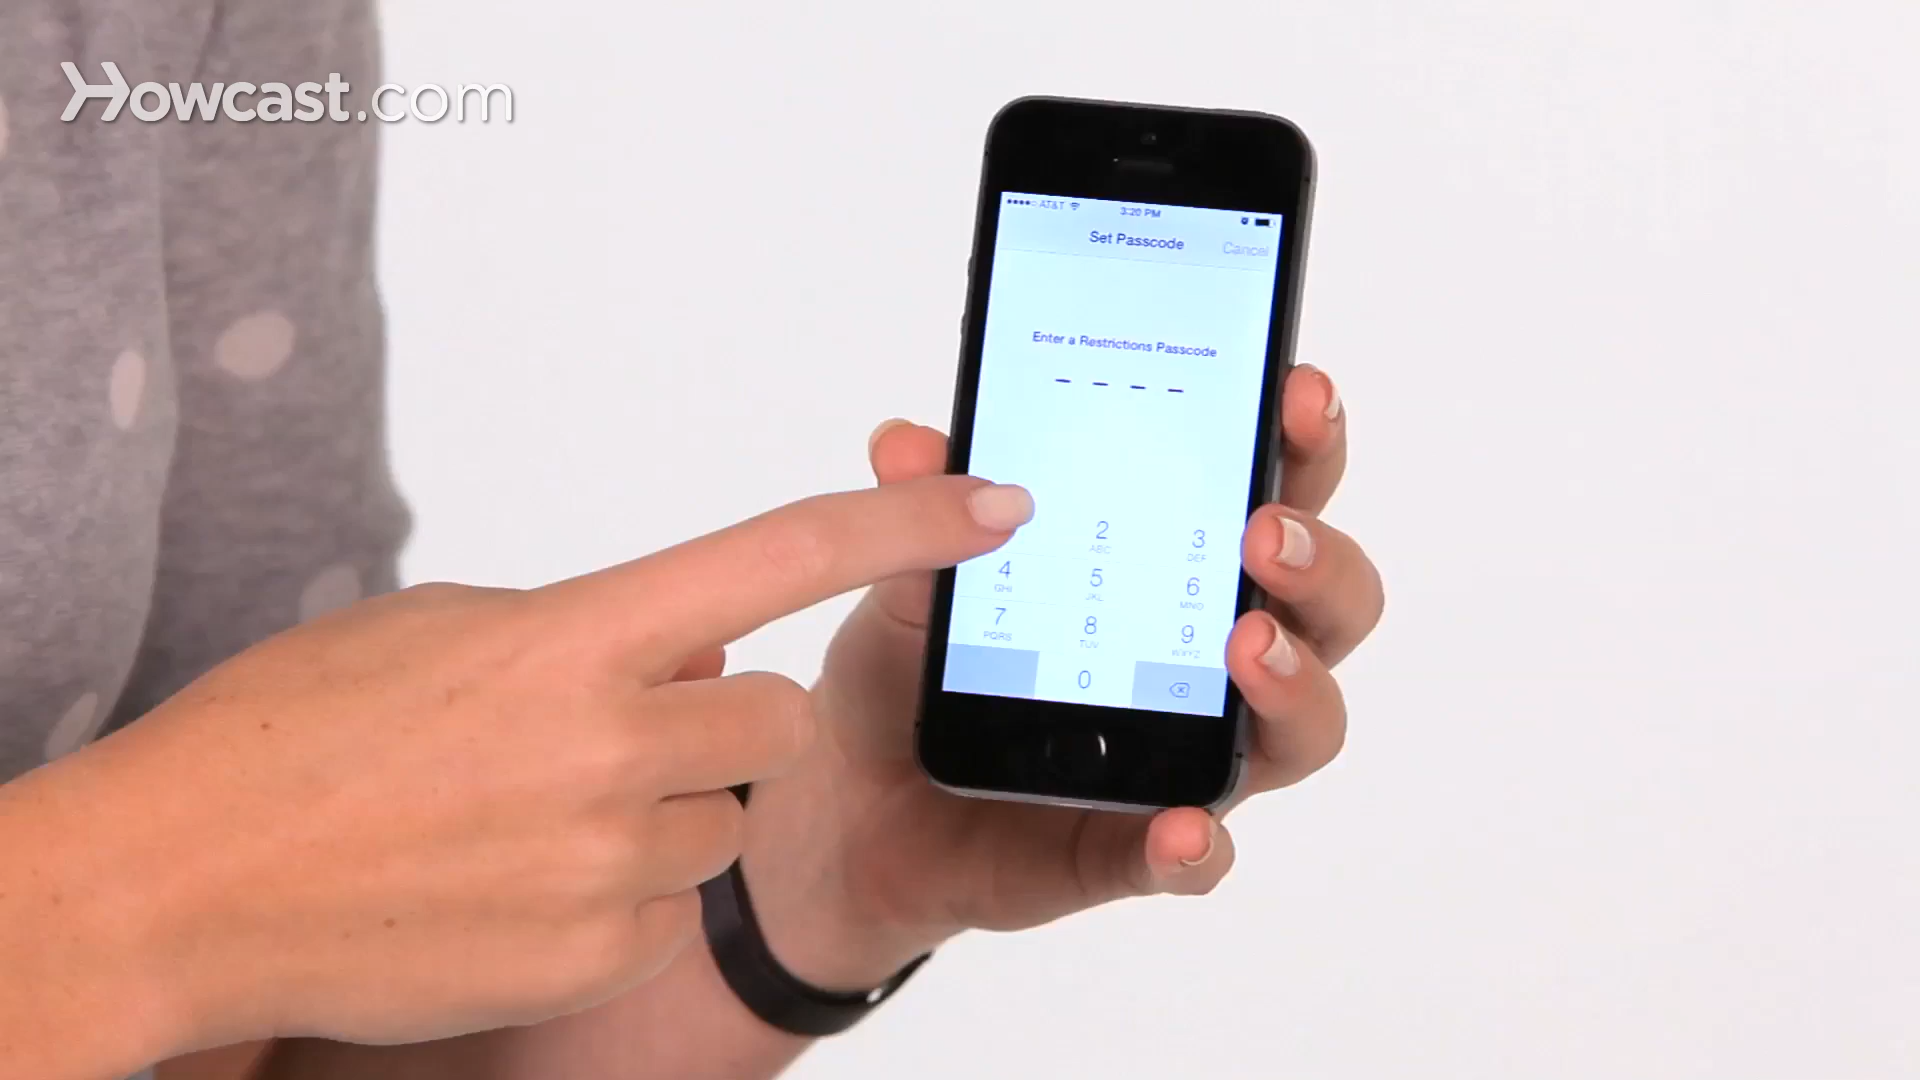 Howcast.com
AT&T 3:20 PM
Set Passcode Cancel
Enter a Restrictions Passcode
2 3
ABC DEF
4 5 6
GHI JKL MNO
7 8 9
PQRS TUV WXYZ
0